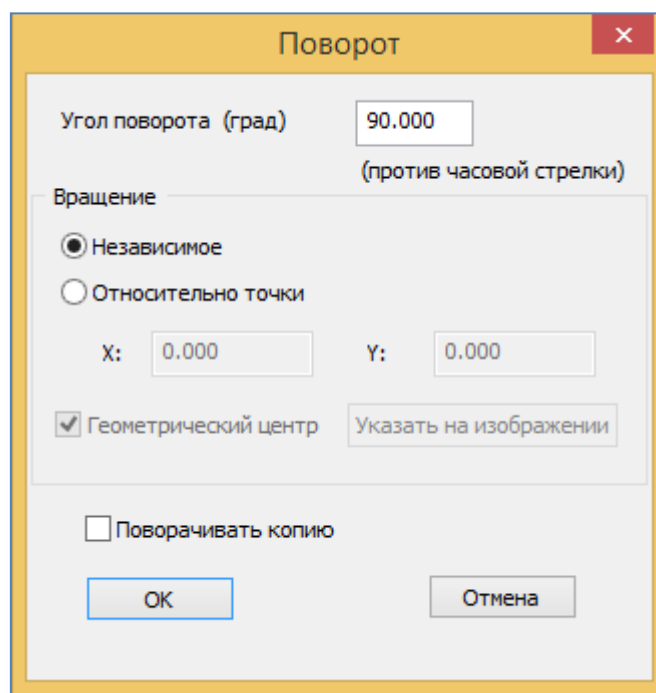 Поворот
Угол поворота (град) 90.000
(против часовой стрелки)
Вращение
Независимое
Относительно точки
X: 0.000 Y: 0.000
Геометрический центр Указать на изображении
Поворачивать копию
OK Отмена